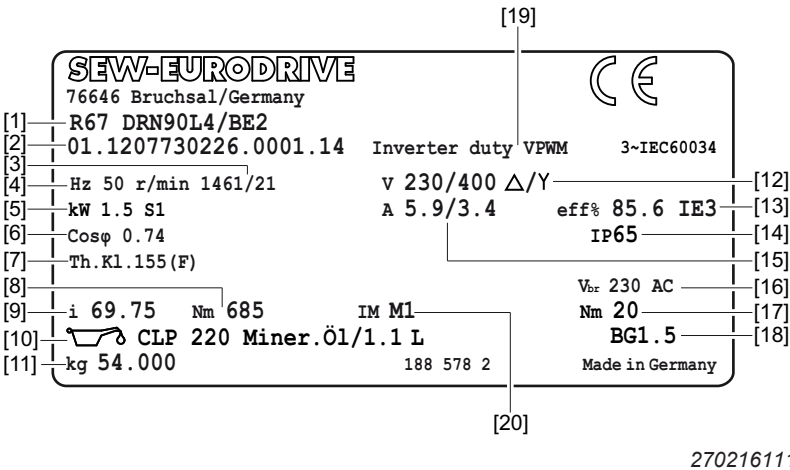 [19]
SEW-EURODRIVE CE
76646 Bruchsal/Germany
[1] R67 DRN90L4/BE2
[2] 01.1207730226.0001.14 Inverter duty VPWM 3~IEC60034
[3]
[4] Hz 50 r/min 1461/21 V 230/400 △/Y [12]
[5] kW 1.5 S1 A 5.9/3.4 eff% 85.6 IE3 [13]
[6] Cosφ 0.74 IP65 [14]
[7] Th.Kl.155(F) [15]
[8] Vbr 230 AC [16]
[9] i 69.75 Nm 685 IM M1 Nm 20 [17]
[10] CLP 220 Miner.Öl/1.1 L BG1.5 [18]
[11] kg 54.000 188 578 2 Made in Germany
[20]